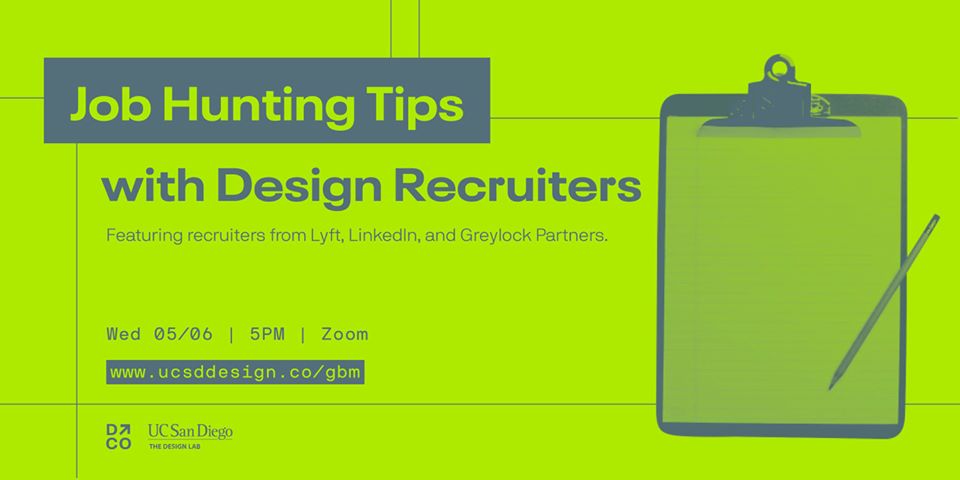 Job Hunting Tips
with Design Recruiters
Featuring recruiters from Lyft, LinkedIn, and Greylock Partners.
Wed 05/06 | 5PM | Zoom
www.ucsddesign.co/gbm
D↗
CO
UC San Diego
THE DESIGN LAB